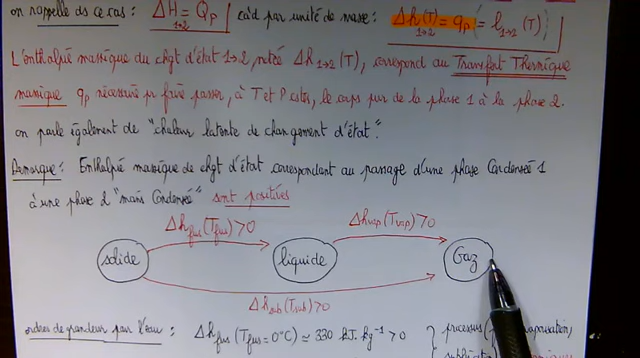 on rappelle ds ce cas : ΔH 1→2 = Qp càd par unité de masse : Δh(T) 1→2 = qp = l1→2 (T)
L'enthalpie massique du chgt d'état 1→2, notée Δh1→2(T), correspond au Transfert Thermique
massique qp nécessaire pr faire passer, à T et P cstes, le corps pur de la phase 1 à la phase 2.
on parle également de "chaleur latente de changement d'état".
Remarque : Enthalpie massique de chgt d'état correspondant au passage d'une phase Condensée 1
à une phase 2 "moins Condensée" sont positives
Δhfus(Tfus)>0 Δhvap(Tvap)>0
solide liquide Gaz
Δhsub(Tsub)>0
ordres de grandeur pour l'eau : Δhfus(Tfus=0°C) ≃ 330 kJ.kg⁻¹ > 0 } processus